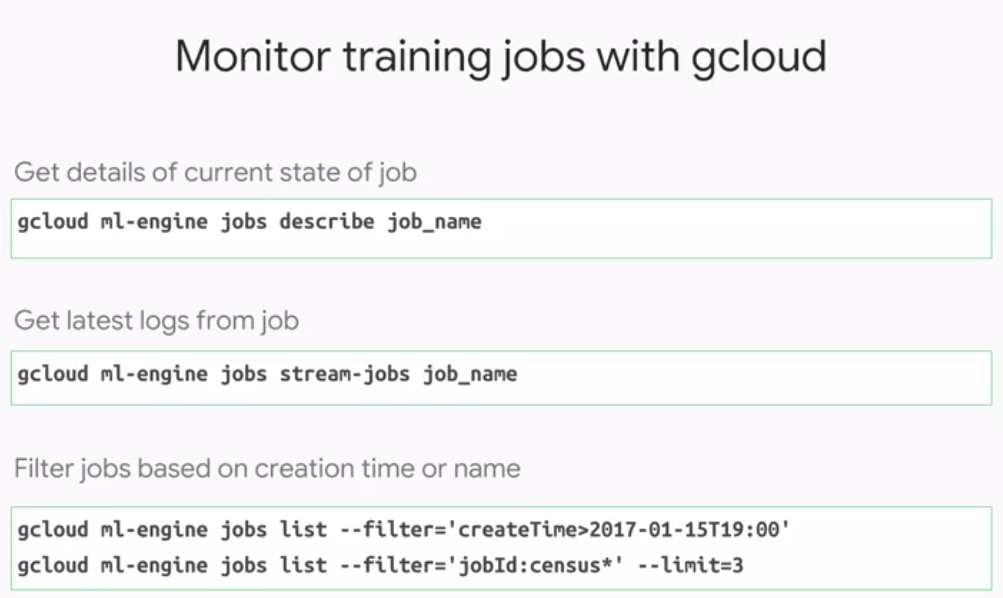 Monitor training jobs with gcloud
Get details of current state of job
gcloud ml-engine jobs describe job_name
Get latest logs from job
gcloud ml-engine jobs stream-jobs job_name
Filter jobs based on creation time or name
gcloud ml-engine jobs list --filter='createTime>2017-01-15T19:00'
gcloud ml-engine jobs list --filter='jobId:census*' --limit=3